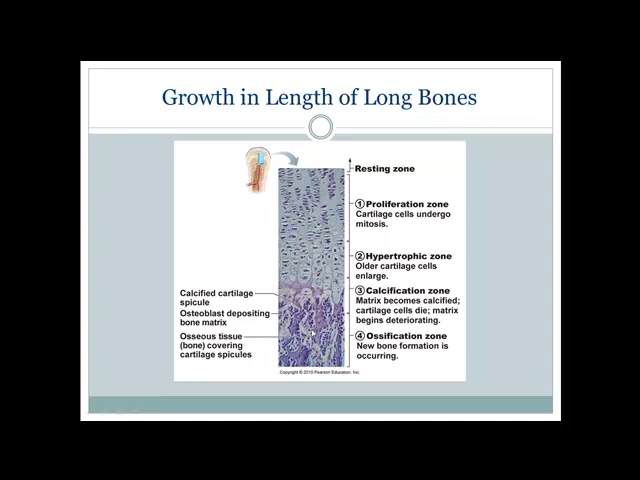 Growth in Length of Long Bones
Resting zone
① Proliferation zone
Cartilage cells undergo
mitosis.
② Hypertrophic zone
Older cartilage cells
enlarge.
③ Calcification zone
Matrix becomes calcified;
cartilage cells die; matrix
begins deteriorating.
④ Ossification zone
New bone formation is
occurring.
Calcified cartilage
spicule
Osteoblast depositing
bone matrix
Osseous tissue
(bone) covering
cartilage spicules
Copyright © 2010 Pearson Education, Inc.